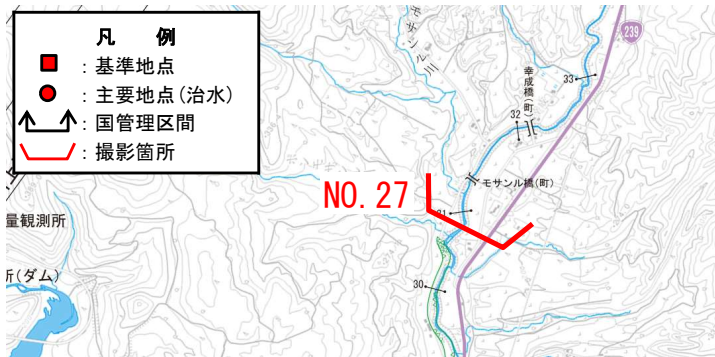 凡　例
：基準地点
：主要地点(治水)
：国管理区間
：撮影箇所
239
33
幸成橋(町)
32
モサンル橋(町)
NO. 27
31
量観測所
30
所(ダム)